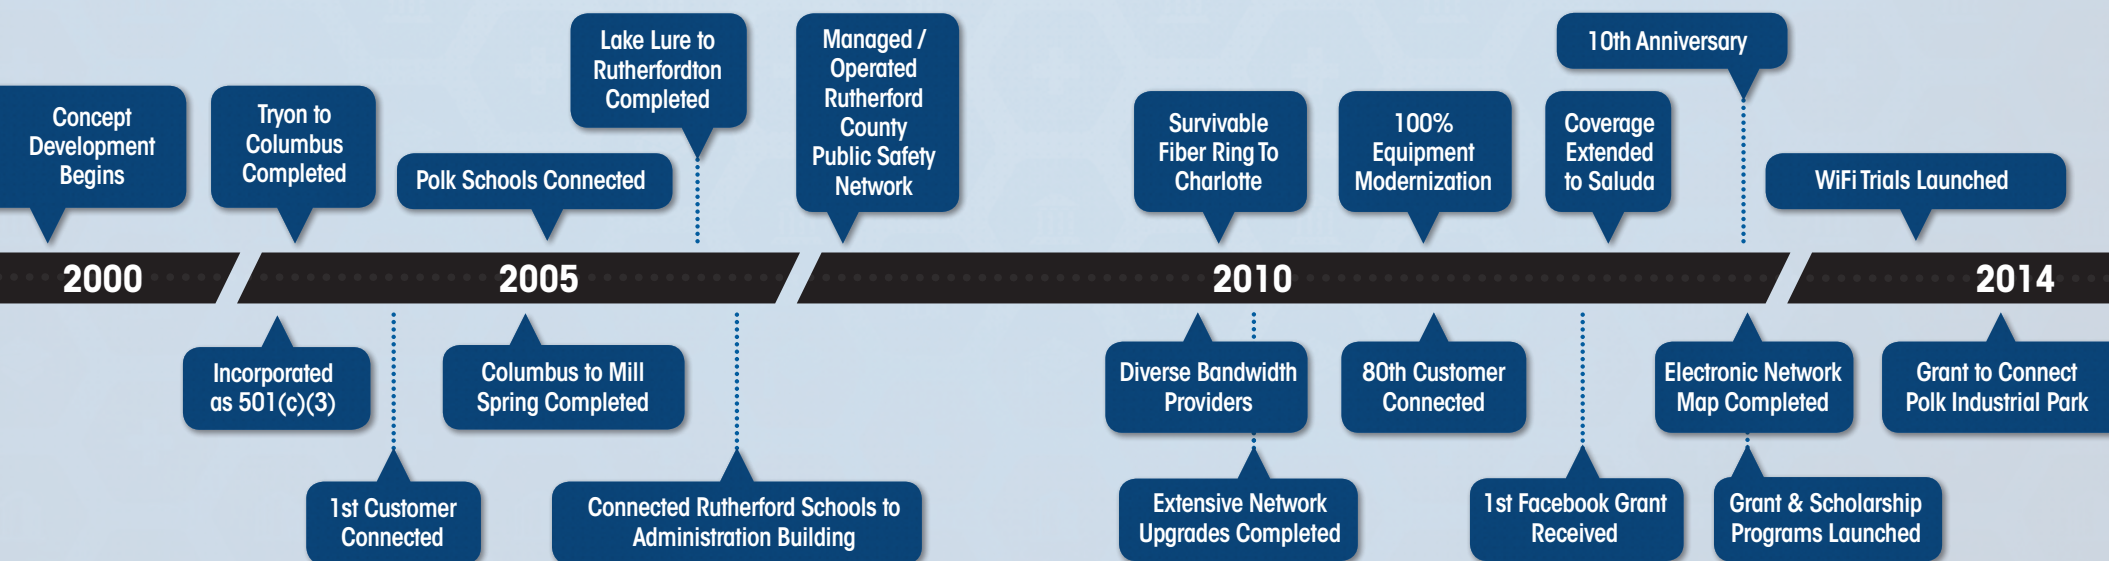 Concept
Development
Begins
Tryon to
Columbus
Completed
Polk Schools Connected
Lake Lure to
Rutherfordton
Completed
Managed /
Operated
Rutherford
County
Public Safety
Network
Survivable
Fiber Ring To
Charlotte
100%
Equipment
Modernization
Coverage
Extended
to Saluda
10th Anniversary
WiFi Trials Launched
2000
2005
2010
2014
Incorporated
as 501(c)(3)
1st Customer
Connected
Columbus to Mill
Spring Completed
Connected Rutherford Schools to
Administration Building
Diverse Bandwidth
Providers
Extensive Network
Upgrades Completed
80th Customer
Connected
1st Facebook Grant
Received
Electronic Network
Map Completed
Grant & Scholarship
Programs Launched
Grant to Connect
Polk Industrial Park